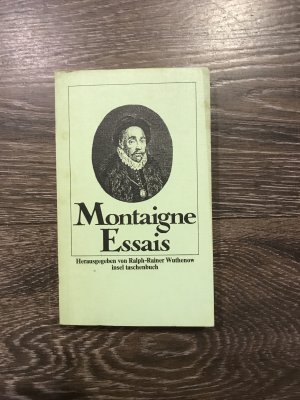 Montaigne
Essais
Herausgegeben von Ralph-Rainer Wuthenow
insel taschenbuch